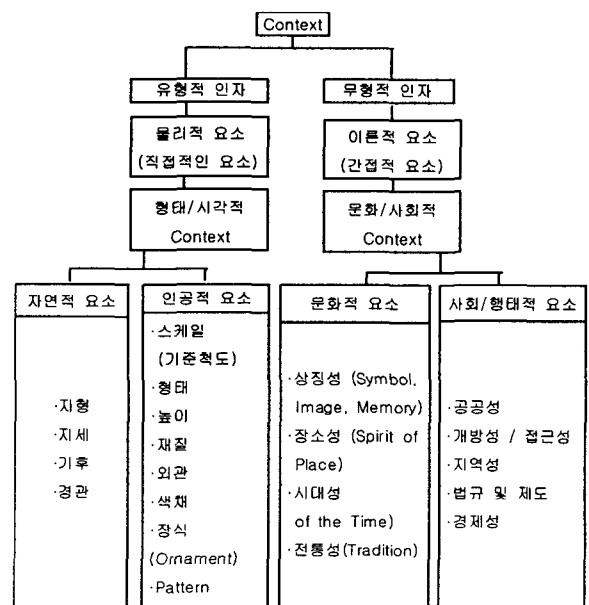 Context
유형적 인자
무형적 인자
물리적 요소
(직접적인 요소)
이론적 요소
(간접적 요소)
형태/시각적
Context
문화/사회적
Context
자연적 요소
·지형
·지세
·기후
·경관
인공적 요소
·스케일
(기준척도)
·형태
·높이
·재질
·외관
·색채
·장식
(Ornament)
·Pattern
문화적 요소
·상징성 (Symbol,
Image, Memory)
·장소성 (Spirit of
Place)
·시대성
of the Time)
·전통성(Tradition)
사회/행태적 요소
·공공성
·개방성 / 접근성
·지역성
·법규 및 제도
·경제성